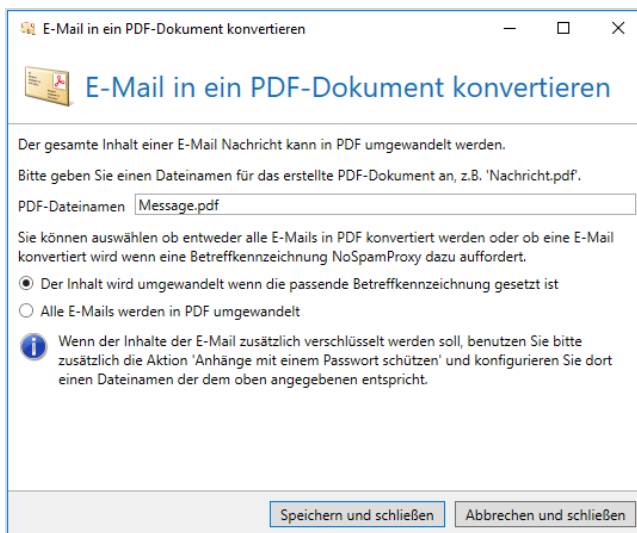 E-Mail in ein PDF-Dokument konvertieren
E-Mail in ein PDF-Dokument konvertieren
Der gesamte Inhalt einer E-Mail Nachricht kann in PDF umgewandelt werden.
Bitte geben Sie einen Dateinamen für das erstellte PDF-Dokument an, z.B. 'Nachricht.pdf'.
PDF-Dateinamen Message.pdf
Sie können auswählen ob entweder alle E-Mails in PDF konvertiert werden oder ob eine E-Mail
konvertiert wird wenn eine Betreffkennzeichnung NoSpamProxy dazu auffordert.
Der Inhalt wird umgewandelt wenn die passende Betreffkennzeichnung gesetzt ist
Alle E-Mails werden in PDF umgewandelt
Wenn der Inhalte der E-Mail zusätzlich verschlüsselt werden soll, benutzen Sie bitte
zusätzlich die Aktion 'Anhänge mit einem Passwort schützen' und konfigurieren Sie dort
einen Dateinamen der dem oben angegebenen entspricht.
Speichern und schließen Abbrechen und schließen